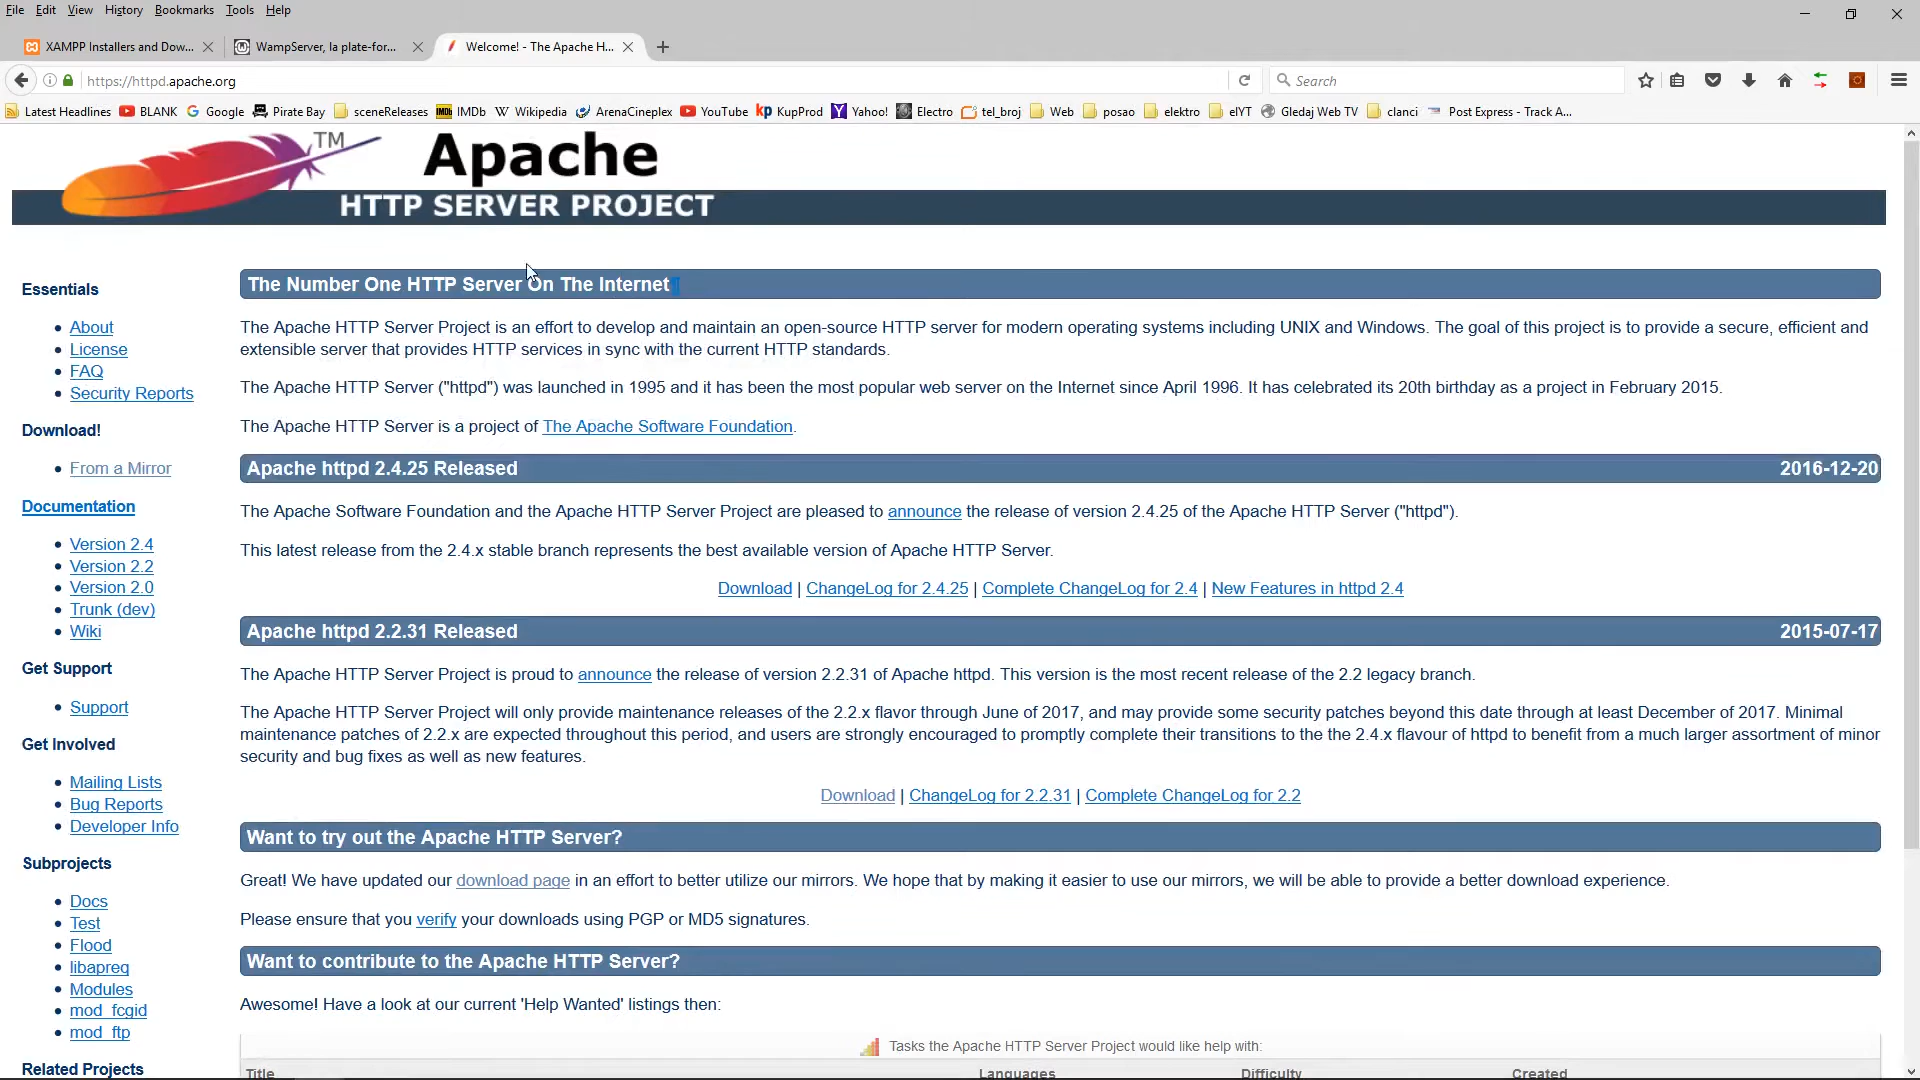 File Edit View History Bookmarks Tools Help
XAMPP Installers and Dow... WampServer, la plate-for... Welcome! - The Apache H...
https://httpd.apache.org Search
Latest Headlines BLANK Google Pirate Bay sceneReleases IMDb Wikipedia ArenaCineplex YouTube KupProd Yahoo! Electro tel_broj Web posao elektro elYT Gledaj Web TV clanci Post Express - Track A...
TM
Apache
HTTP SERVER PROJECT
Essentials
About
License
FAQ
Security Reports
Download!
From a Mirror
Documentation
Version 2.4
Version 2.2
Version 2.0
Trunk (dev)
Wiki
Get Support
Support
Get Involved
Mailing Lists
Bug Reports
Developer Info
Subprojects
Docs
Test
Flood
libapreq
Modules
mod_fcgid
mod_ftp
Related Projects
The Number One HTTP Server On The Internet¶
The Apache HTTP Server Project is an effort to develop and maintain an open-source HTTP server for modern operating systems including UNIX and Windows. The goal of this project is to provide a secure, efficient and
extensible server that provides HTTP services in sync with the current HTTP standards.
The Apache HTTP Server ("httpd") was launched in 1995 and it has been the most popular web server on the Internet since April 1996. It has celebrated its 20th birthday as a project in February 2015.
The Apache HTTP Server is a project of The Apache Software Foundation.
Apache httpd 2.4.25 Released 2016-12-20
The Apache Software Foundation and the Apache HTTP Server Project are pleased to announce the release of version 2.4.25 of the Apache HTTP Server ("httpd").
This latest release from the 2.4.x stable branch represents the best available version of Apache HTTP Server.
Download | ChangeLog for 2.4.25 | Complete ChangeLog for 2.4 | New Features in httpd 2.4
Apache httpd 2.2.31 Released 2015-07-17
The Apache HTTP Server Project is proud to announce the release of version 2.2.31 of Apache httpd. This version is the most recent release of the 2.2 legacy branch.
The Apache HTTP Server Project will only provide maintenance releases of the 2.2.x flavor through June of 2017, and may provide some security patches beyond this date through at least December of 2017. Minimal
maintenance patches of 2.2.x are expected throughout this period, and users are strongly encouraged to promptly complete their transitions to the the 2.4.x flavour of httpd to benefit from a much larger assortment of minor
security and bug fixes as well as new features.
Download | ChangeLog for 2.2.31 | Complete ChangeLog for 2.2
Want to try out the Apache HTTP Server?
Great! We have updated our download page in an effort to better utilize our mirrors. We hope that by making it easier to use our mirrors, we will be able to provide a better download experience.
Please ensure that you verify your downloads using PGP or MD5 signatures.
Want to contribute to the Apache HTTP Server?
Awesome! Have a look at our current 'Help Wanted' listings then:
Tasks the Apache HTTP Server Project would like help with:
Title Languages Difficulty Created